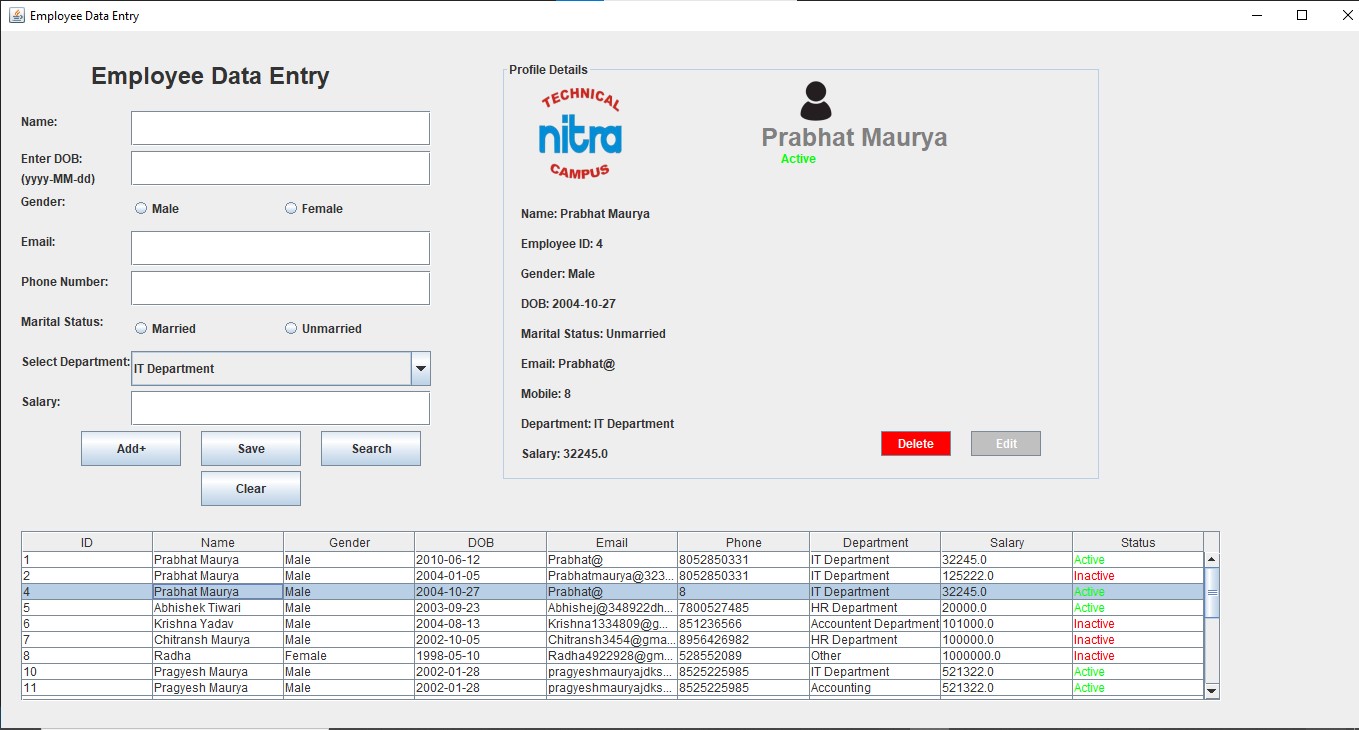 Employee Data Entry
Employee Data Entry
Name:
Enter DOB:
(yyyy-MM-dd)
Gender:
Male Female
Email:
Phone Number:
Marital Status:
Married Unmarried
Select Department: IT Department
Salary:
Add+ Save Search
Clear
Profile Details
TECHNICAL
nitra
CAMPUS
Prabhat Maurya
Active
Name: Prabhat Maurya
Employee ID: 4
Gender: Male
DOB: 2004-10-27
Marital Status: Unmarried
Email: Prabhat@
Mobile: 8
Department: IT Department
Salary: 32245.0
Delete Edit
ID Name Gender DOB Email Phone Department Salary Status
1 Prabhat Maurya Male 2010-06-12 Prabhat@ 8052850331 IT Department 32245.0 Active
2 Prabhat Maurya Male 2004-01-05 Prabhatmaurya@323... 8052850331 IT Department 125222.0 Inactive
4 Prabhat Maurya Male 2004-10-27 Prabhat@ 8 IT Department 32245.0 Active
5 Abhishek Tiwari Male 2003-09-23 Abhishej@348922dh... 7800527485 HR Department 20000.0 Active
6 Krishna Yadav Male 2004-08-13 Krishna1334809@g... 851236566 Accountent Department 101000.0 Inactive
7 Chitransh Maurya Male 2002-10-05 Chitransh3454@gma... 8956426982 HR Department 100000.0 Inactive
8 Radha Female 1998-05-10 Radha4922928@gm... 528552089 Other 1000000.0 Inactive
10 Pragyesh Maurya Male 2002-01-28 pragyeshmauryajdks... 8525225985 IT Department 521322.0 Active
11 Pragyesh Maurya Male 2002-01-28 pragyeshmauryajdks... 8525225985 Accounting 521322.0 Active